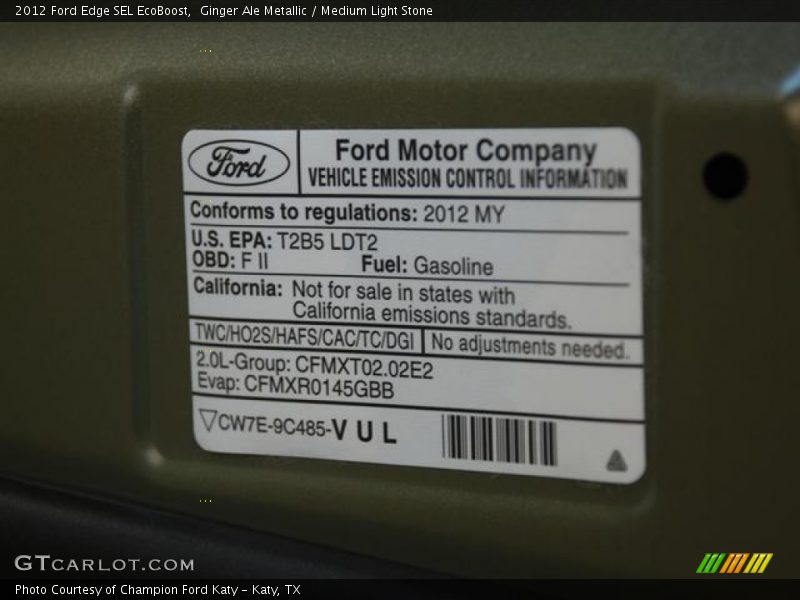 2012 Ford Edge SEL EcoBoost,  Ginger Ale Metallic / Medium Light Stone
Ford
Ford Motor Company
VEHICLE EMISSION CONTROL INFORMATION
Conforms to regulations: 2012 MY
U.S. EPA: T2B5 LDT2
OBD: F II Fuel: Gasoline
California: Not for sale in states with
California emissions standards.
TWC/HO2S/HAFS/CAC/TC/DGI No adjustments needed.
2.0L-Group: CFMXT02.02E2
Evap: CFMXR0145GBB
CW7E-9C485-V U L
GTCARLOT.COM
Photo Courtesy of Champion Ford Katy - Katy, TX